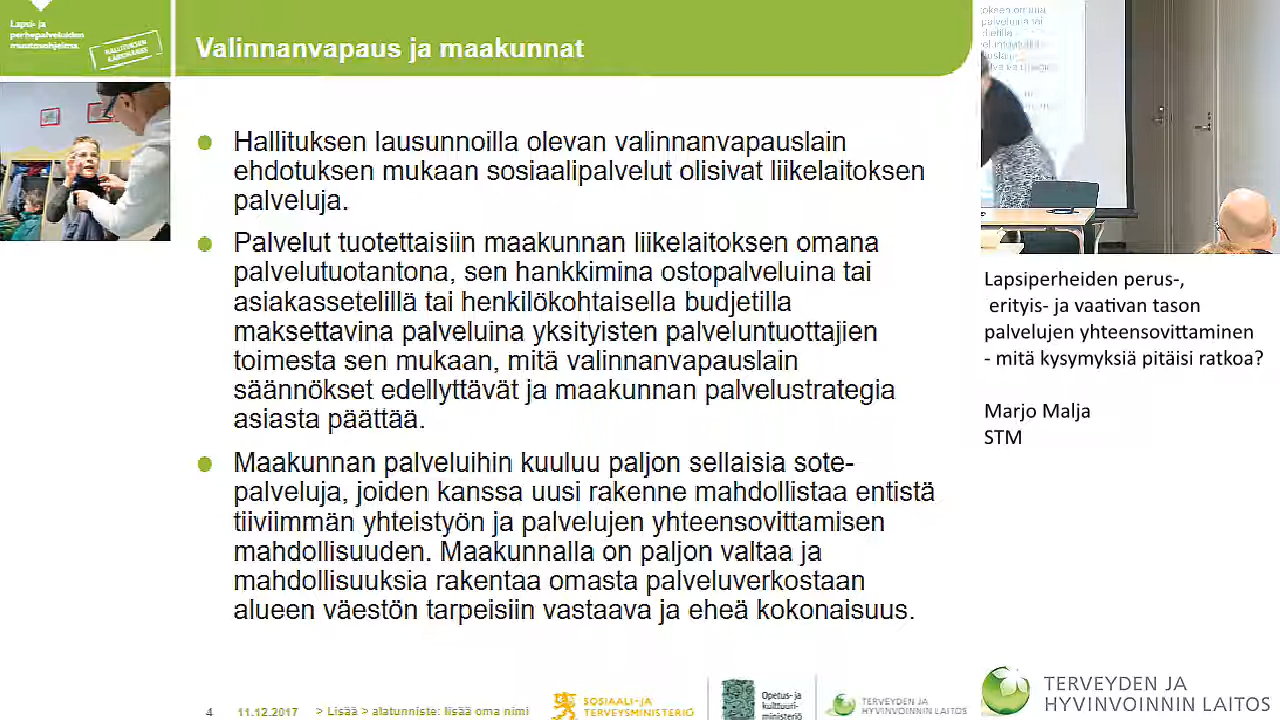 Lapsi- ja
perhepalveluiden
muutosohjelma
HALLITUKSEN
KÄRKIHANKE
Valinnanvapaus ja maakunnat
Hallituksen lausunnoilla olevan valinnanvapauslain
ehdotuksen mukaan sosiaalipalvelut olisivat liikelaitoksen
palveluja.
Palvelut tuotettaisiin maakunnan liikelaitoksen omana
palvelutuotantona, sen hankkimina ostopalveluina tai
asiakassetelillä tai henkilökohtaisella budjetilla
maksettavina palveluina yksityisten palveluntuottajien
toimesta sen mukaan, mitä valinnanvapauslain
säännökset edellyttävät ja maakunnan palvelustrategia
asiasta päättää.
Maakunnan palveluihin kuuluu paljon sellaisia sote-
palveluja, joiden kanssa uusi rakenne mahdollistaa entistä
tiiviimmän yhteistyön ja palvelujen yhteensovittamisen
mahdollisuuden. Maakunnalla on paljon valtaa ja
mahdollisuuksia rakentaa omasta palveluverkostaan
alueen väestön tarpeisiin vastaava ja eheä kokonaisuus.
4 11.12.2017 > Lisää > alatunniste: lisää oma nimi
SOSIAALI- JA
TERVEYSMINISTERIÖ
Opetus- ja
kulttuuri-
ministeriö
TERVEYDEN JA
HYVINVOINNIN LAITOS
Lapsiperheiden perus-,
erityis- ja vaativan tason
palvelujen yhteensovittaminen
- mitä kysymyksiä pitäisi ratkoa?
Marjo Malja
STM
TERVEYDEN JA
HYVINVOINNIN LAITOS